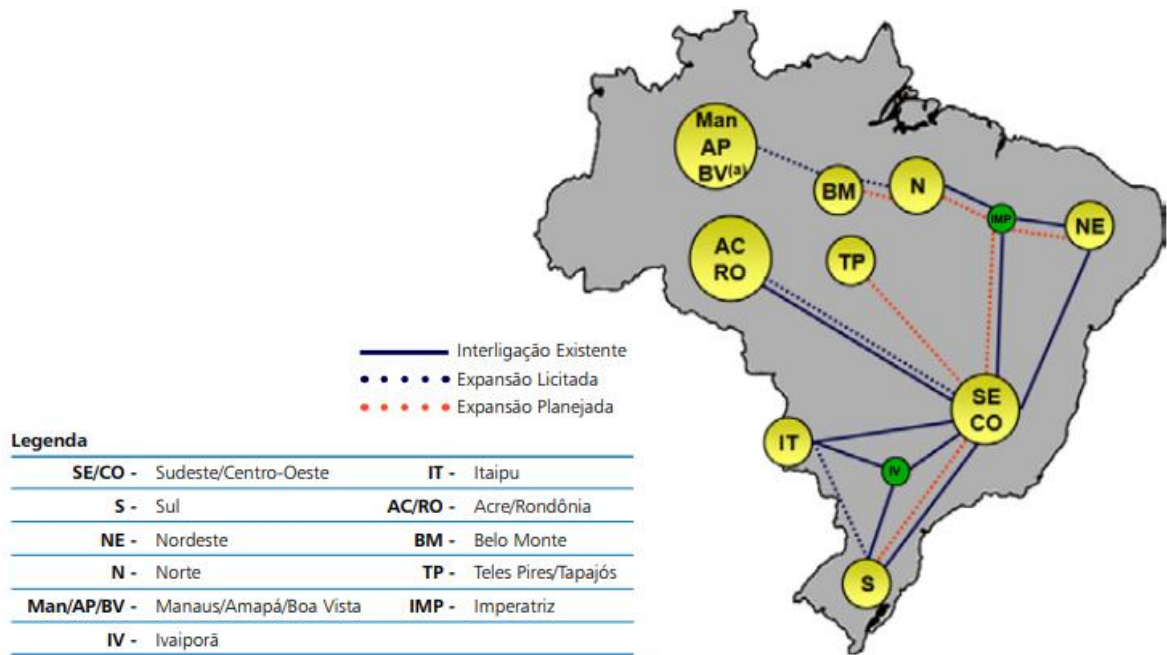 Man
AP
BV(a)
BM
N
IMP
NE
AC
RO
TP
SE
CO
IT
IV
S
Interligação Existente
Expansão Licitada
Expansão Planejada
Legenda
SE/CO - Sudeste/Centro-Oeste IT - Itaipu
S - Sul AC/RO - Acre/Rondônia
NE - Nordeste BM - Belo Monte
N - Norte TP - Teles Pires/Tapajós
Man/AP/BV - Manaus/Amapá/Boa Vista IMP - Imperatriz
IV - Ivaiporã